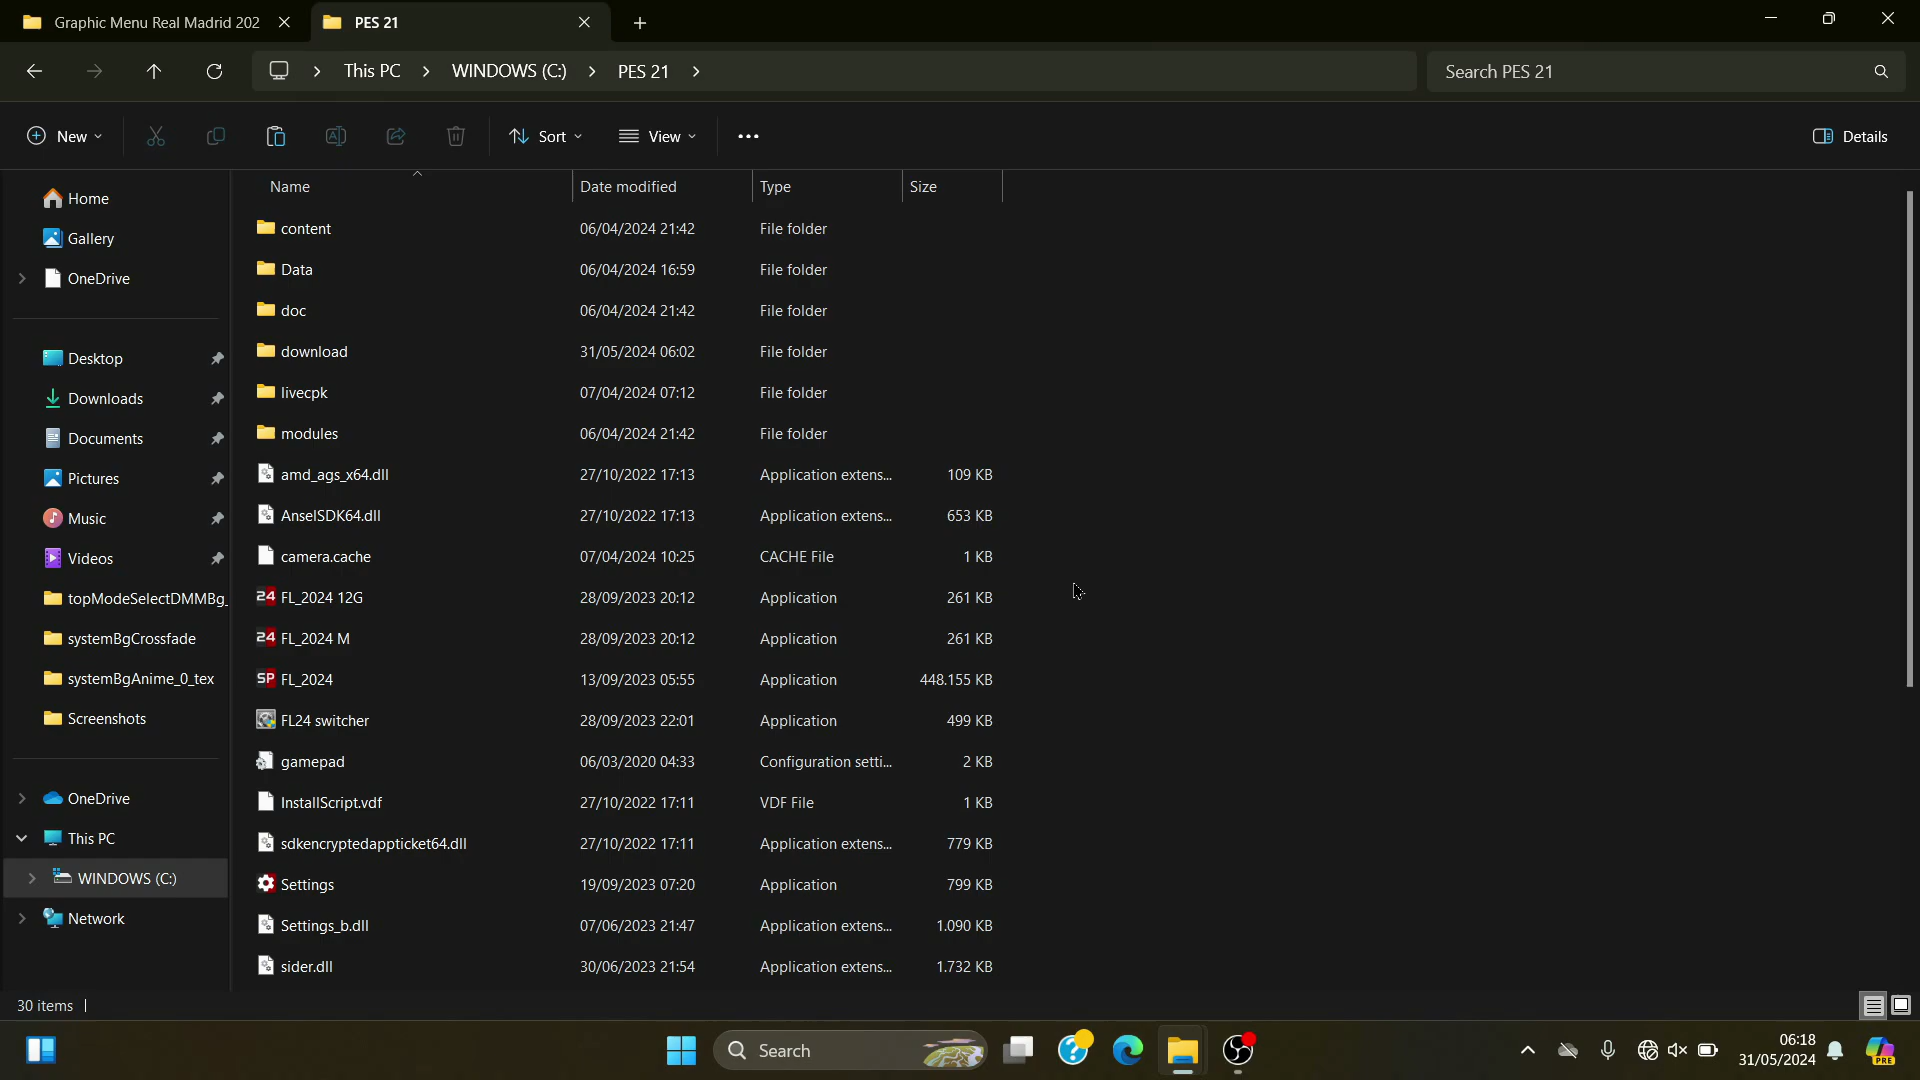 Graphic Menu Real Madrid 202
PES 21
This PC
WINDOWS (C:)
PES 21
Search PES 21
New
Sort
View
Details
Name
Date modified
Type
Size
Home
Gallery
OneDrive
Desktop
Downloads
Documents
Pictures
Music
Videos
topModeSelectDMMBg_
systemBgCrossfade
systemBgAnime_0_tex
Screenshots
OneDrive
This PC
WINDOWS (C:)
Network
content 06/04/2024 21:42 File folder
Data 06/04/2024 16:59 File folder
doc 06/04/2024 21:42 File folder
download 31/05/2024 06:02 File folder
livecpk 07/04/2024 07:12 File folder
modules 06/04/2024 21:42 File folder
amd_ags_x64.dll 27/10/2022 17:13 Application extens... 109 KB
AnselSDK64.dll 27/10/2022 17:13 Application extens... 653 KB
camera.cache 07/04/2024 10:25 CACHE File 1 KB
24 FL_2024 12G 28/09/2023 20:12 Application 261 KB
24 FL_2024 M 28/09/2023 20:12 Application 261 KB
SP FL_2024 13/09/2023 05:55 Application 448.155 KB
FL24 switcher 28/09/2023 22:01 Application 499 KB
gamepad 06/03/2020 04:33 Configuration setti... 2 KB
InstallScript.vdf 27/10/2022 17:11 VDF File 1 KB
sdkencryptedappticket64.dll 27/10/2022 17:11 Application extens... 779 KB
Settings 19/09/2023 07:20 Application 799 KB
Settings_b.dll 07/06/2023 21:47 Application extens... 1.090 KB
sider.dll 30/06/2023 21:54 Application extens... 1.732 KB
30 items
Search
PRE
06:18
31/05/2024